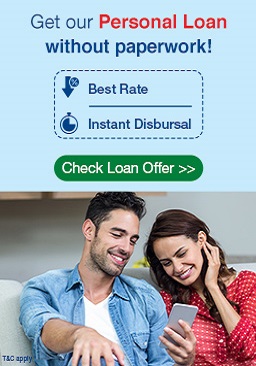 Get our Personal Loan
without paperwork!
%
Best Rate
Instant Disbursal
Check Loan Offer >>
T&C apply